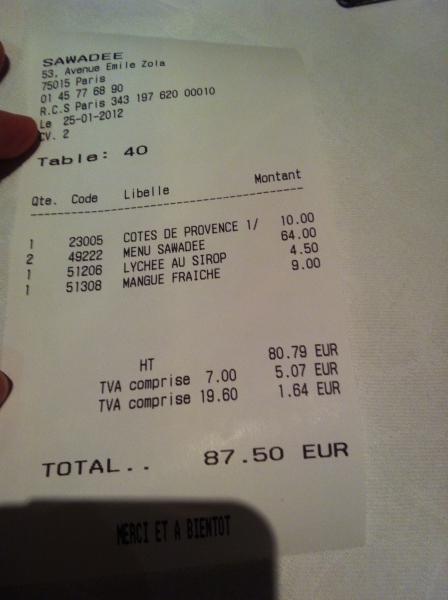 SAWADEE
53, Avenue Emile Zola
75015 Paris
01 45 77 68 90
R.C.S Paris 343 197 620 00010
Le 25-01-2012
CV. 2
Table: 40
Qte. Code Libelle Montant
1 23005 COTES DE PROVENCE 1/ 10.00
2 49222 MENU SAWADEE 64.00
1 51206 LYCHEE AU SIROP 4.50
1 51308 MANGUE FRAICHE 9.00
HT 80.79 EUR
TVA comprise 7.00 5.07 EUR
TVA comprise 19.60 1.64 EUR
TOTAL.. 87.50 EUR
MERCI ET A BIENTOT